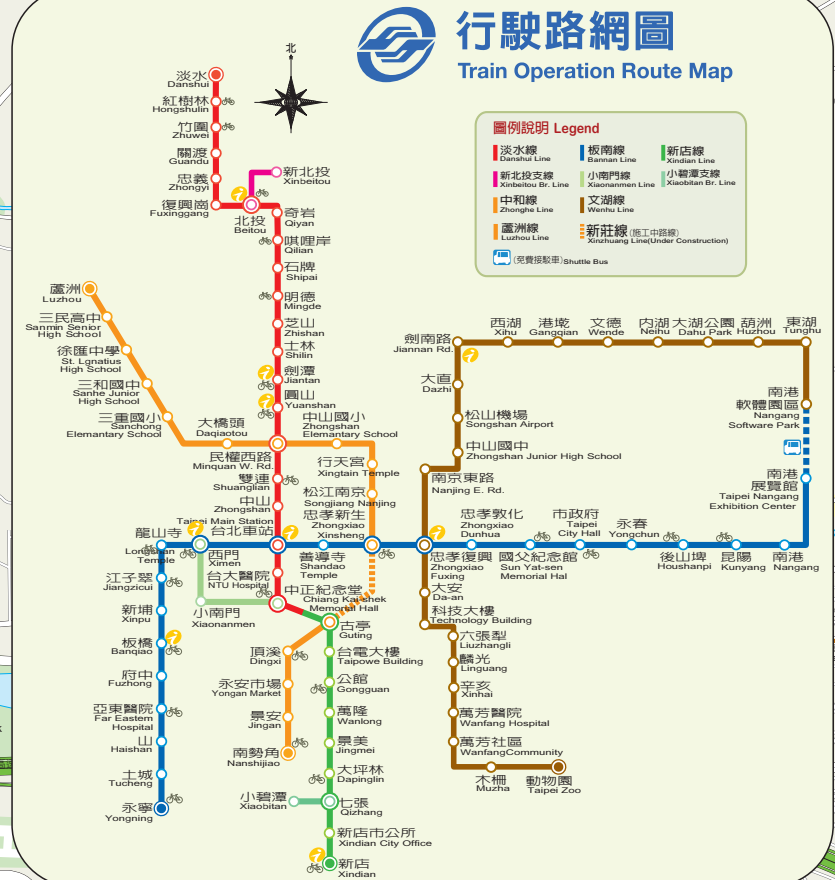 行駛路網圖
Train Operation Route Map
北
圖例說明 Legend
淡水線
Danshui Line
板南線
Bannan Line
新店線
Xindian Line
新北投支線
Xinbeitou Br. Line
小南門線
Xiaonanmen Line
小碧潭支線
Xiaobitan Br. Line
中和線
Zhonghe Line
文湖線
Wenhu Line
蘆洲線
Luzhou Line
新莊線(施工中路線)
Xinzhuang Line(Under Construction)
(免費接駁車) Shuttle Bus
淡水
Danshui
紅樹林
Hongshulin
竹圍
Zhuwei
關渡
Guandu
忠義
Zhongyi
復興崗
Fuxinggang
新北投
Xinbeitou
北投
Beitou
奇岩
Qiyan
唭哩岸
Qilian
石牌
Shipai
明德
Mingde
芝山
Zhishan
士林
Shilin
劍潭
Jiantan
圓山
Yuanshan
蘆洲
Luzhou
三民高中
Sanmin Senior
High School
徐匯中學
St. Lgnatius
High School
三和國中
Sanhe Junior
High School
三重國小
Sanchong
Elemantary School
大橋頭
Daqiaotou
中山國小
Zhongshan
Elemantary School
民權西路
Minquan W. Rd.
雙連
Shuanglian
中山
Zhongshan
行天宮
Xingtain Temple
松江南京
Songjiang Nanjing
忠孝新生
Zhongxiao
Xinsheng
Taipei Main Station
台北車站
龍山寺
Longshan
Temple
西門
Ximen
善導寺
Shandao
Temple
台大醫院
NTU Hospital
小南門
Xiaonanmen
中正紀念堂
Chiang Kai-shek
Memorial Hall
江子翠
Jiangzicui
新埔
Xinpu
板橋
Banqiao
府中
Fuzhong
亞東醫院
Far Eastern
Hospital
山
Haishan
土城
Tucheng
永寧
Yongning
古亭
Guting
頂溪
Dingxi
永安市場
Yongan Market
景安
Jingan
南勢角
Nanshijiao
台電大樓
Taipowe Building
公館
Gongguan
萬隆
Wanlong
景美
Jingmei
大坪林
Dapinglin
小碧潭
Xiaobitan
七張
Qizhang
新店市公所
Xindian City Office
新店
Xindian
劍南路
Jiannan Rd.
西湖
Xihu
港墘
Gangqian
文德
Wende
內湖
Neihu
大湖公園
Dahu Park
葫洲
Huzhou
東湖
Tunghu
大直
Dazhi
松山機場
Songshan Airport
中山國中
Zhongshan Junior High School
南京東路
Nanjing E. Rd.
南港
軟體園區
Nangang
Software Park
南港
展覽館
Taipei Nangang
Exhibition Center
忠孝復興
Zhongxiao
Fuxing
忠孝敦化
Zhongxiao
Dunhua
國父紀念館
Sun Yat-sen
Memorial Hal
市政府
Taipei
City Hall
永春
Yongchun
後山埤
Houshanpi
昆陽
Kunyang
南港
Nangang
大安
Da-an
科技大樓
Technology Building
六張犁
Liuzhangli
麟光
Linguang
辛亥
Xinhai
萬芳醫院
Wanfang Hospital
萬芳社區
WanfangCommunity
木柵
Muzha
動物園
Taipei Zoo